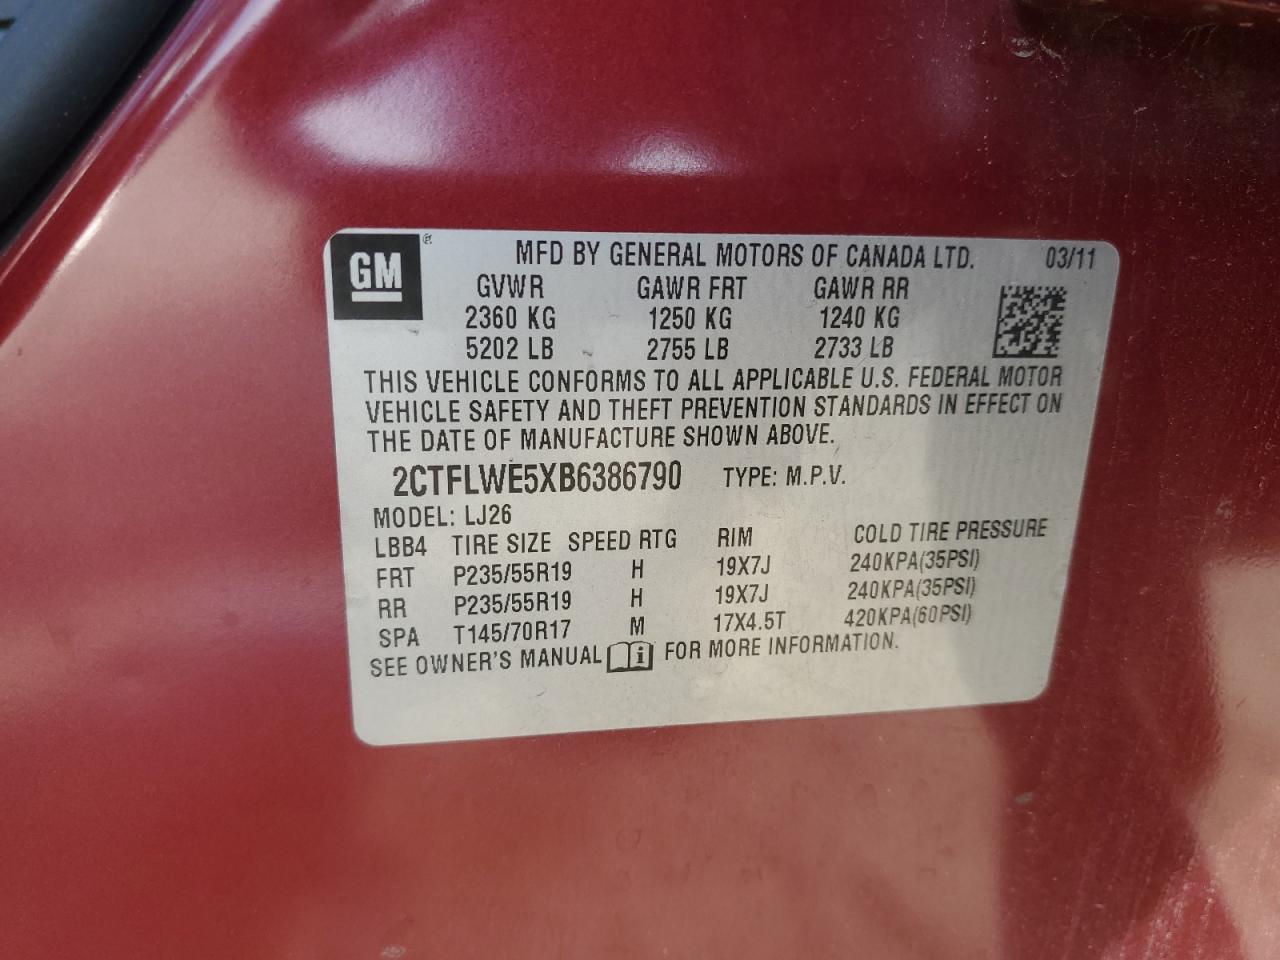 GM ® MFD BY GENERAL MOTORS OF CANADA LTD. 03/11
GVWR GAWR FRT GAWR RR
2360 KG 1250 KG 1240 KG
5202 LB 2755 LB 2733 LB
THIS VEHICLE CONFORMS TO ALL APPLICABLE U.S. FEDERAL MOTOR
VEHICLE SAFETY AND THEFT PREVENTION STANDARDS IN EFFECT ON
THE DATE OF MANUFACTURE SHOWN ABOVE.
2CTFLWE5XB6386790 TYPE: M.P.V.
MODEL: LJ26
LBB4 TIRE SIZE SPEED RTG RIM COLD TIRE PRESSURE
FRT P235/55R19 H 19X7J 240KPA(35PSI)
RR P235/55R19 H 19X7J 240KPA(35PSI)
SPA T145/70R17 M 17X4.5T 420KPA(60PSI)
SEE OWNER'S MANUAL i FOR MORE INFORMATION.